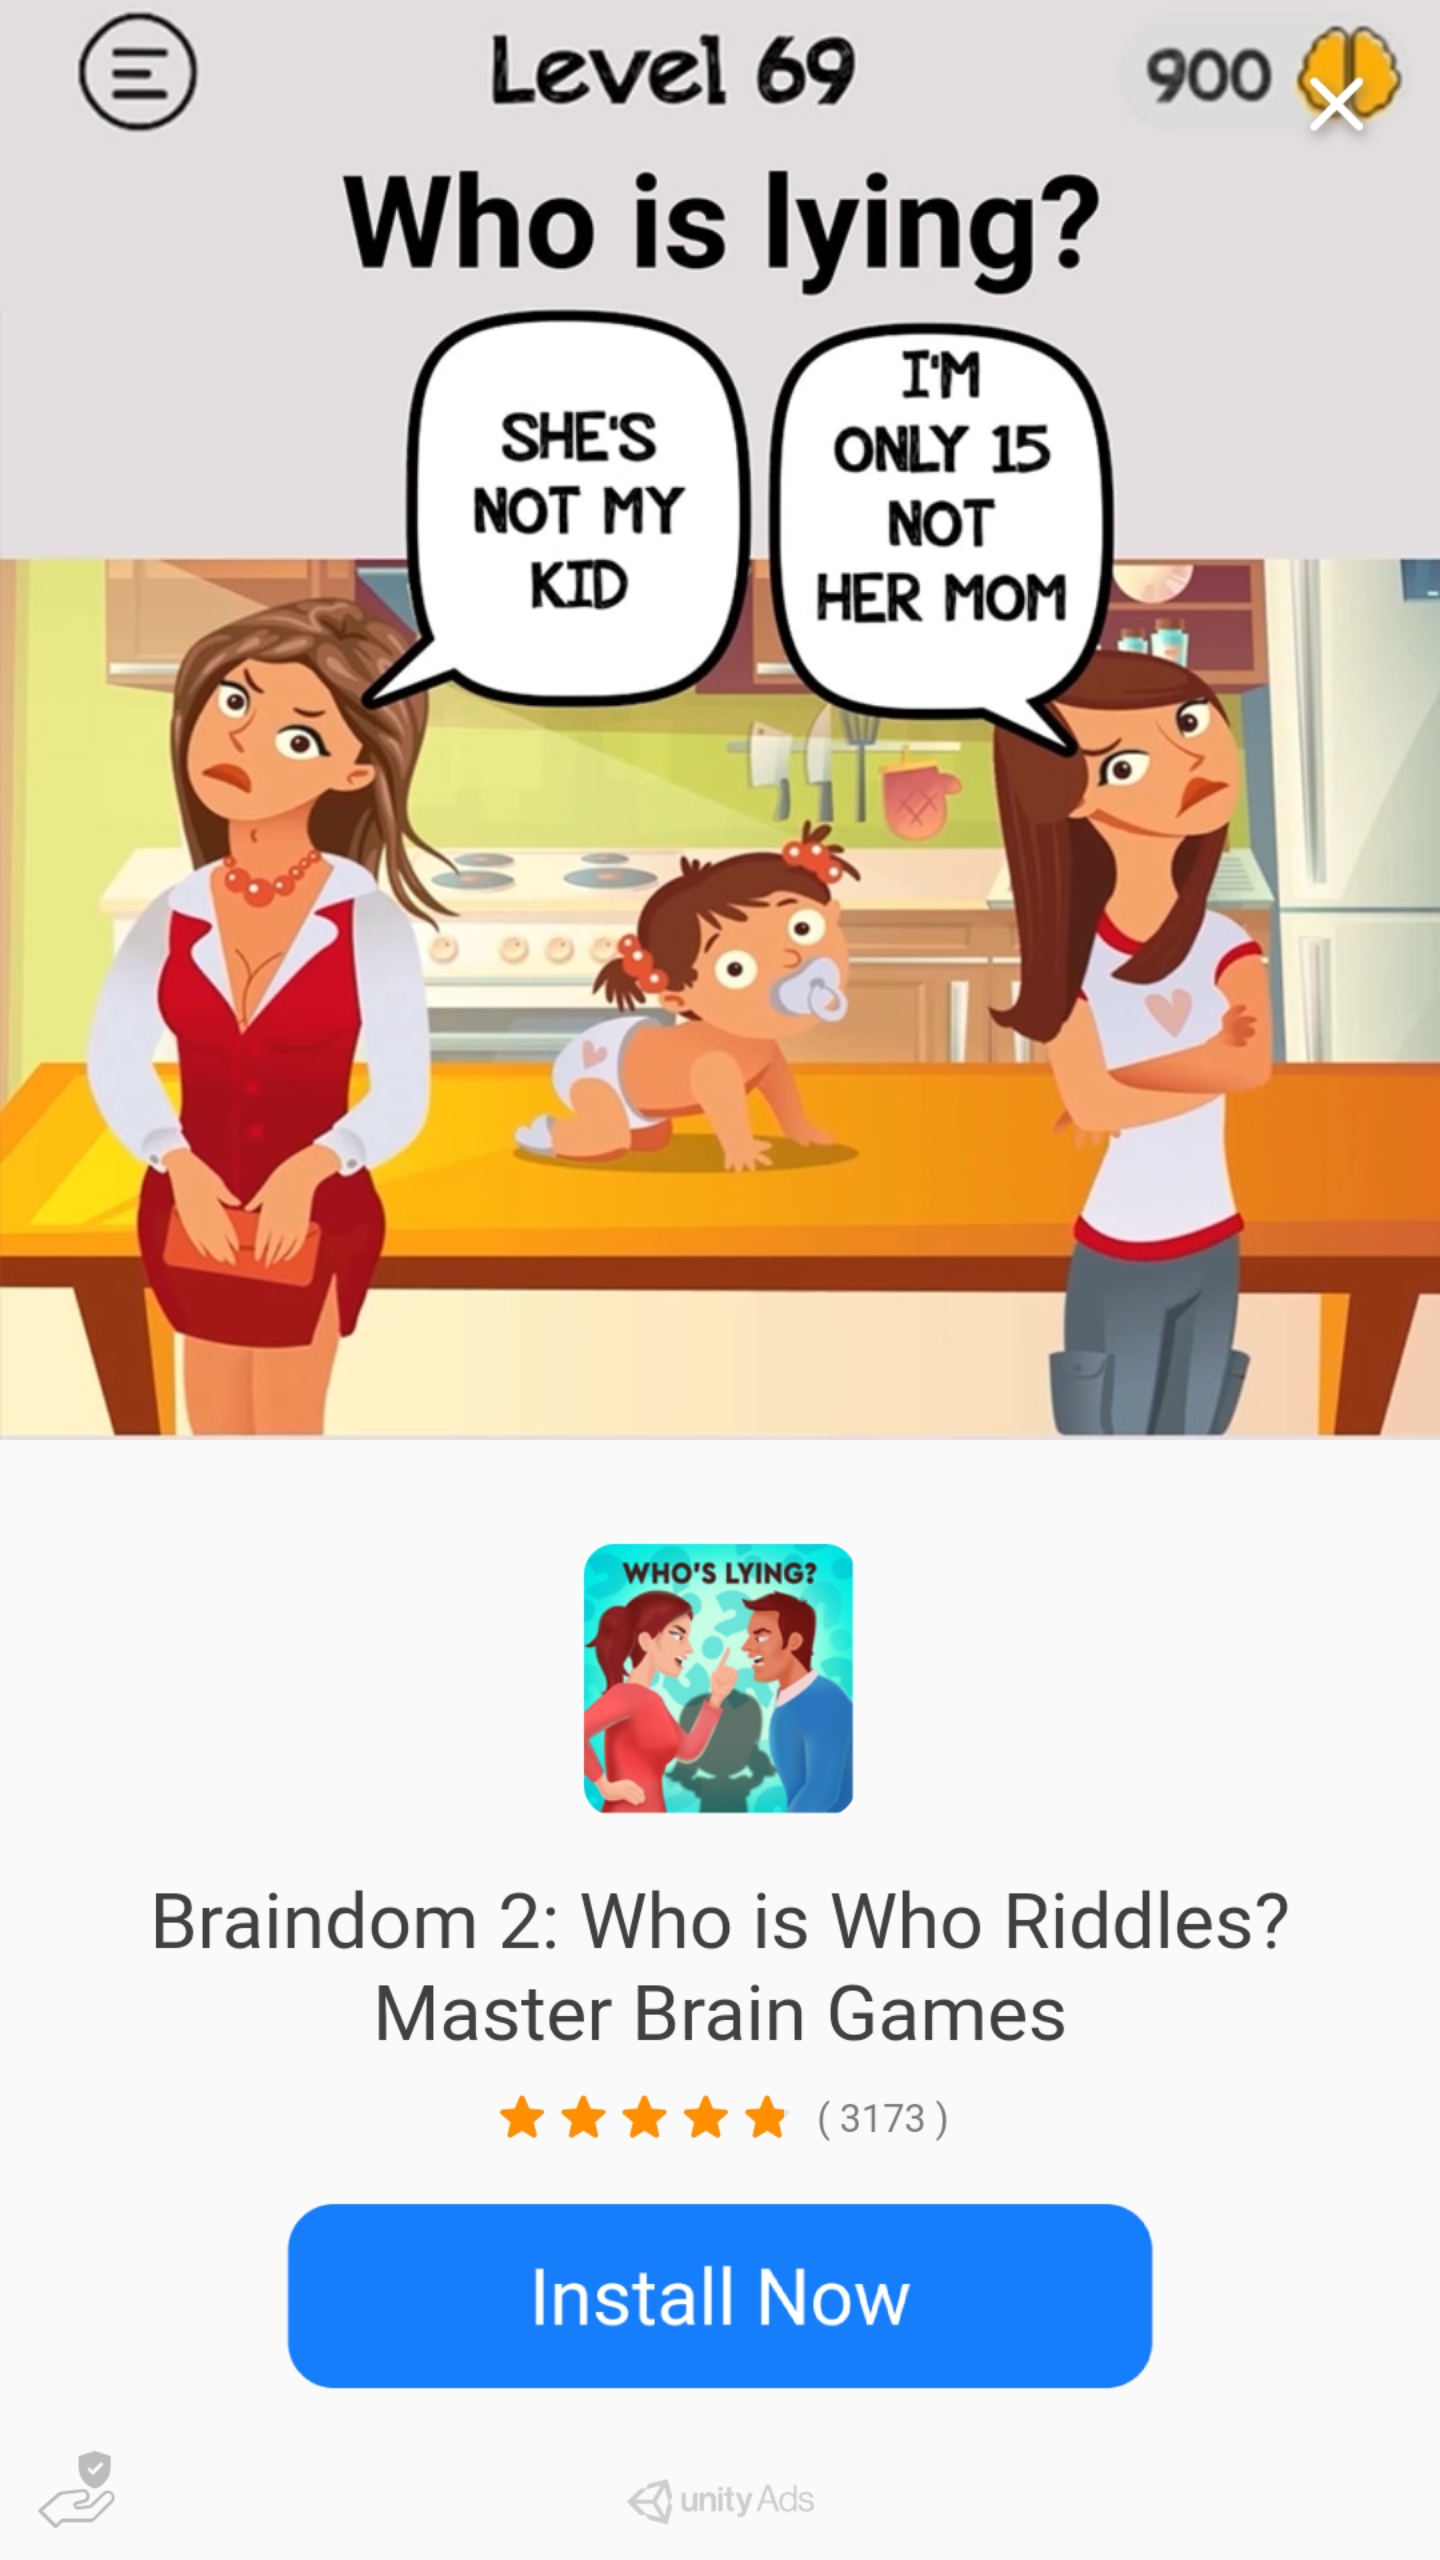 Level 69
900
Who is lying?
SHE'S
NOT MY
KID
I'M
ONLY 15
NOT
HER MOM
WHO'S LYING?
Braindom 2: Who is Who Riddles?
Master Brain Games
( 3173 )
Install Now
unity Ads